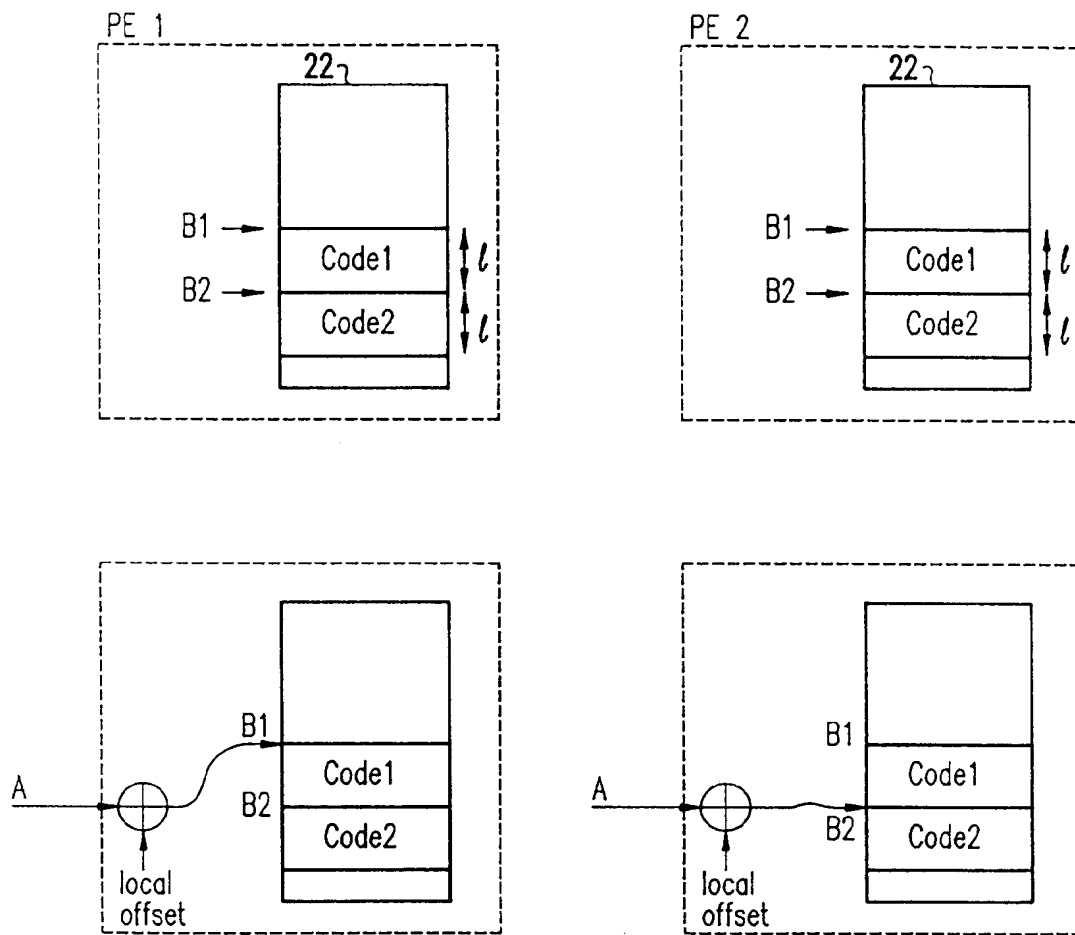 PE 1
22
B1
Code1
l
B2
Code2
l
PE 2
22
B1
Code1
l
B2
Code2
l
B1
Code1
A
B2
Code2
local
offset
B1
Code1
A
B2
Code2
local
offset